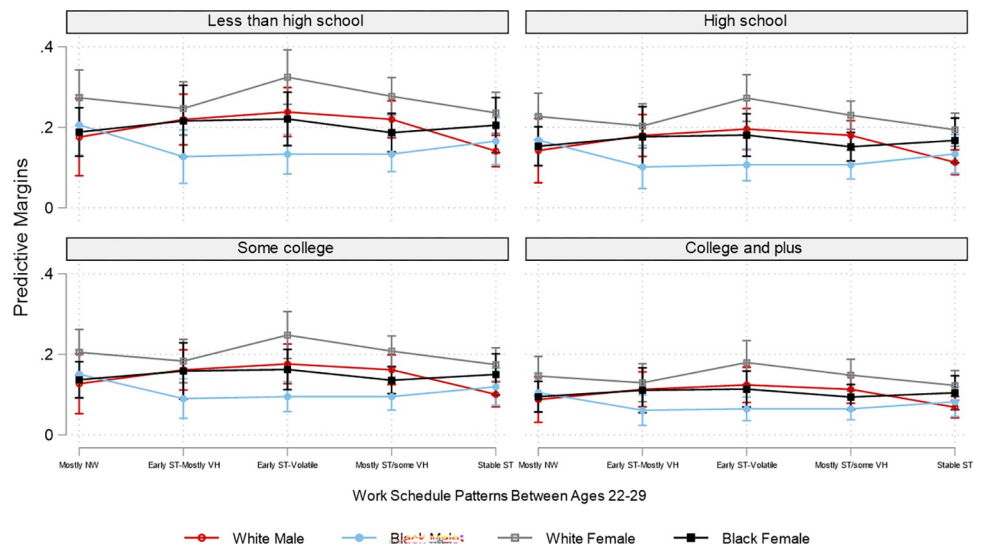 Less than high school
High school
.4
.2
0
Some college
College and plus
.4
.2
0
Predictive Margins
Mostly NW Early ST-Mostly VH Early ST-Volatile Mostly ST/some VH Stable ST
Mostly NW Early ST-Mostly VH Early ST-Volatile Mostly ST/some VH Stable ST
Work Schedule Patterns Between Ages 22-29
White Male Black Males White Female Black Female